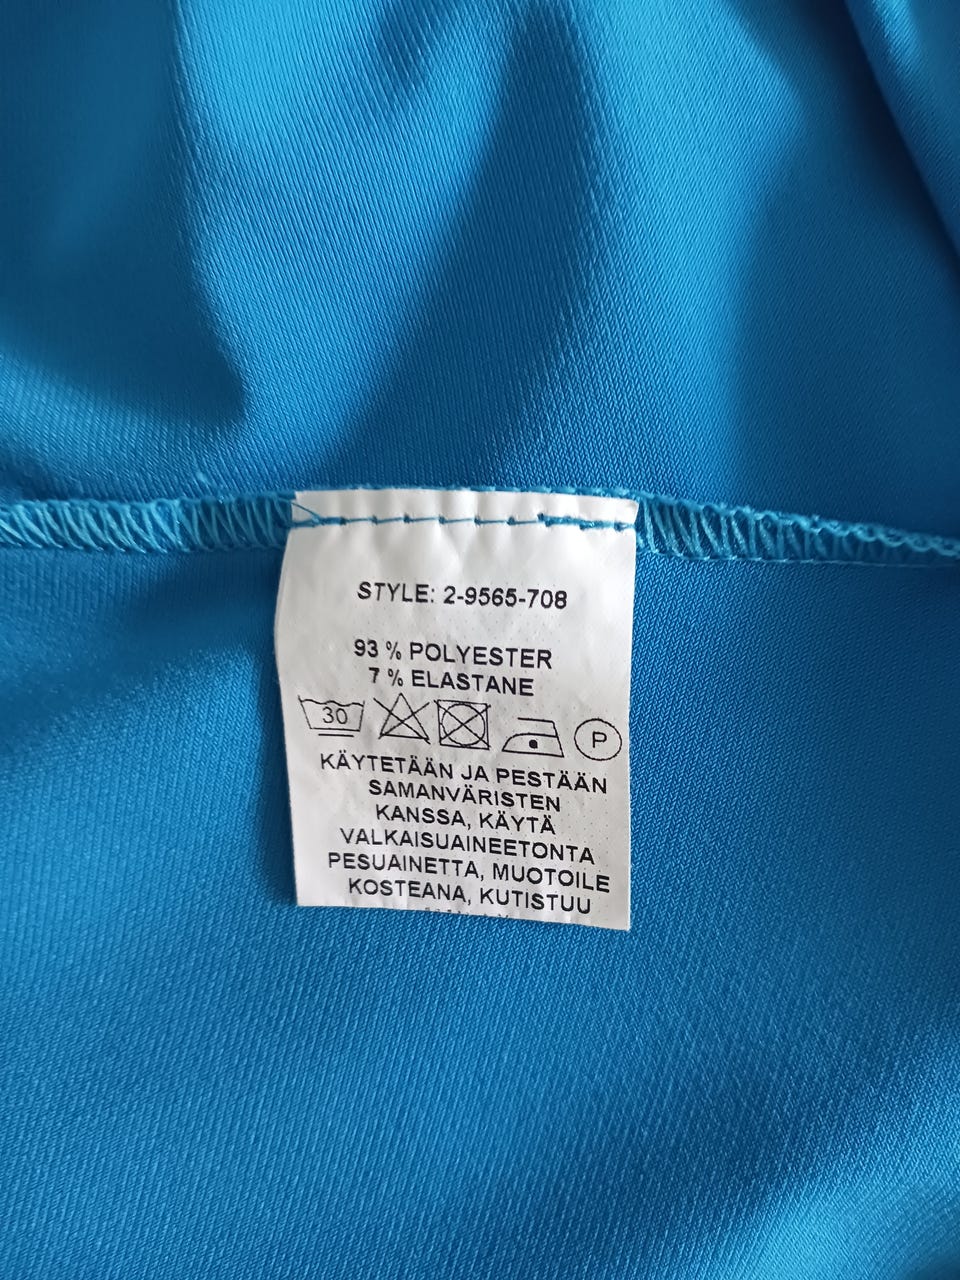 STYLE: 2-9565-708
93 % POLYESTER
7 % ELASTANE
30 P
KÄYTETÄÄN JA PESTÄÄN
SAMANVÄRISTEN
KANSSA, KÄYTÄ
VALKAISUAINEETONTA
PESUAINETTA, MUOTOILE
KOSTEANA, KUTISTUU